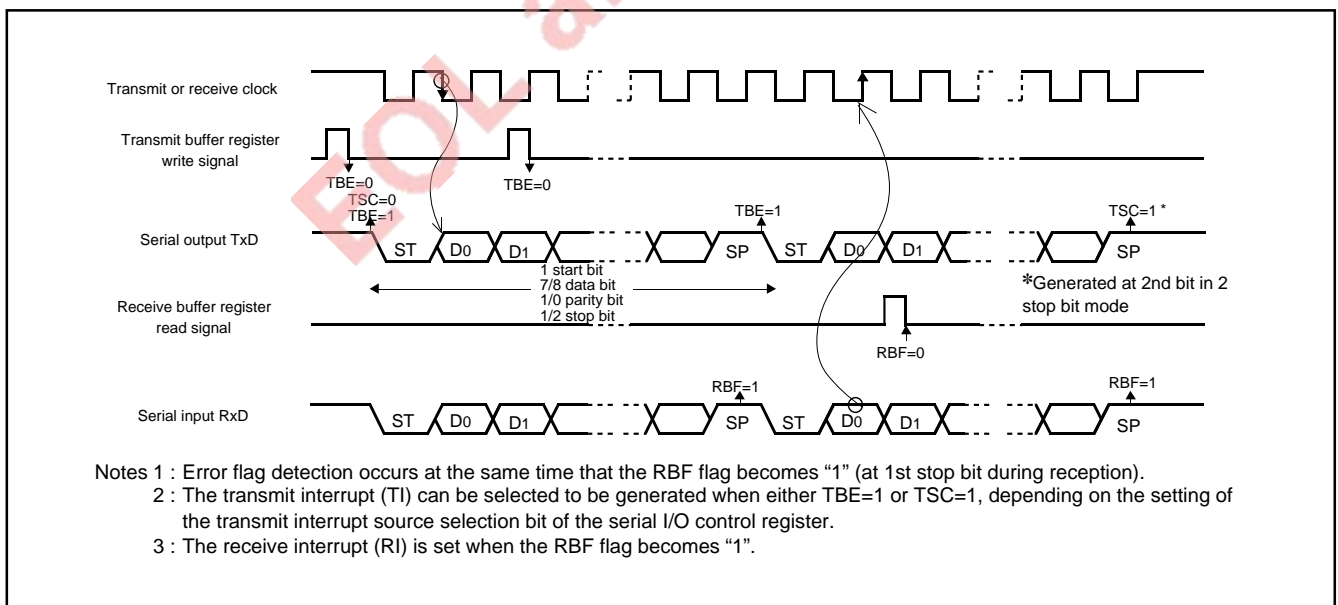 EOL a
Transmit or receive clock
Transmit buffer register
write signal
TBE=0
TSC=0
TBE=1
TBE=0
TBE=1
TSC=1 *
Serial output TxD
ST D0 D1 SP ST D0 D1 SP
1 start bit
7/8 data bit
1/0 parity bit
1/2 stop bit
*Generated at 2nd bit in 2
stop bit mode
Receive buffer register
read signal
RBF=0
RBF=1
RBF=1
Serial input RxD
ST D0 D1 SP ST D0 D1 SP
Notes 1 : Error flag detection occurs at the same time that the RBF flag becomes “1” (at 1st stop bit during reception).
2 : The transmit interrupt (TI) can be selected to be generated when either TBE=1 or TSC=1, depending on the setting of
the transmit interrupt source selection bit of the serial I/O control register.
3 : The receive interrupt (RI) is set when the RBF flag becomes “1”.